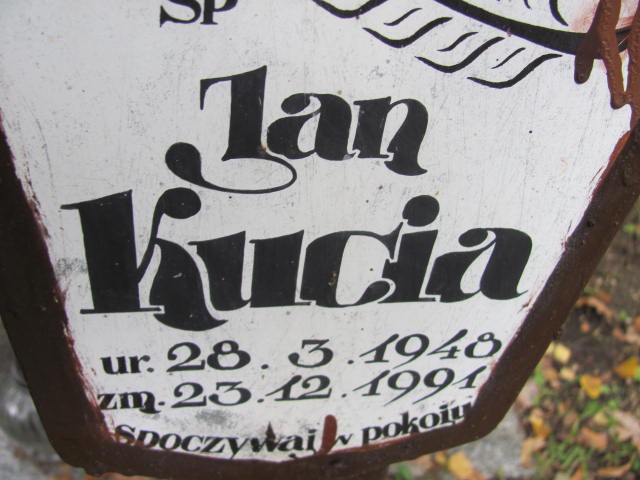 Sp
Jan
Kucia
ur. 28. 3. 1948
zm. 23.12.1991
Spoczywaj w pokoju